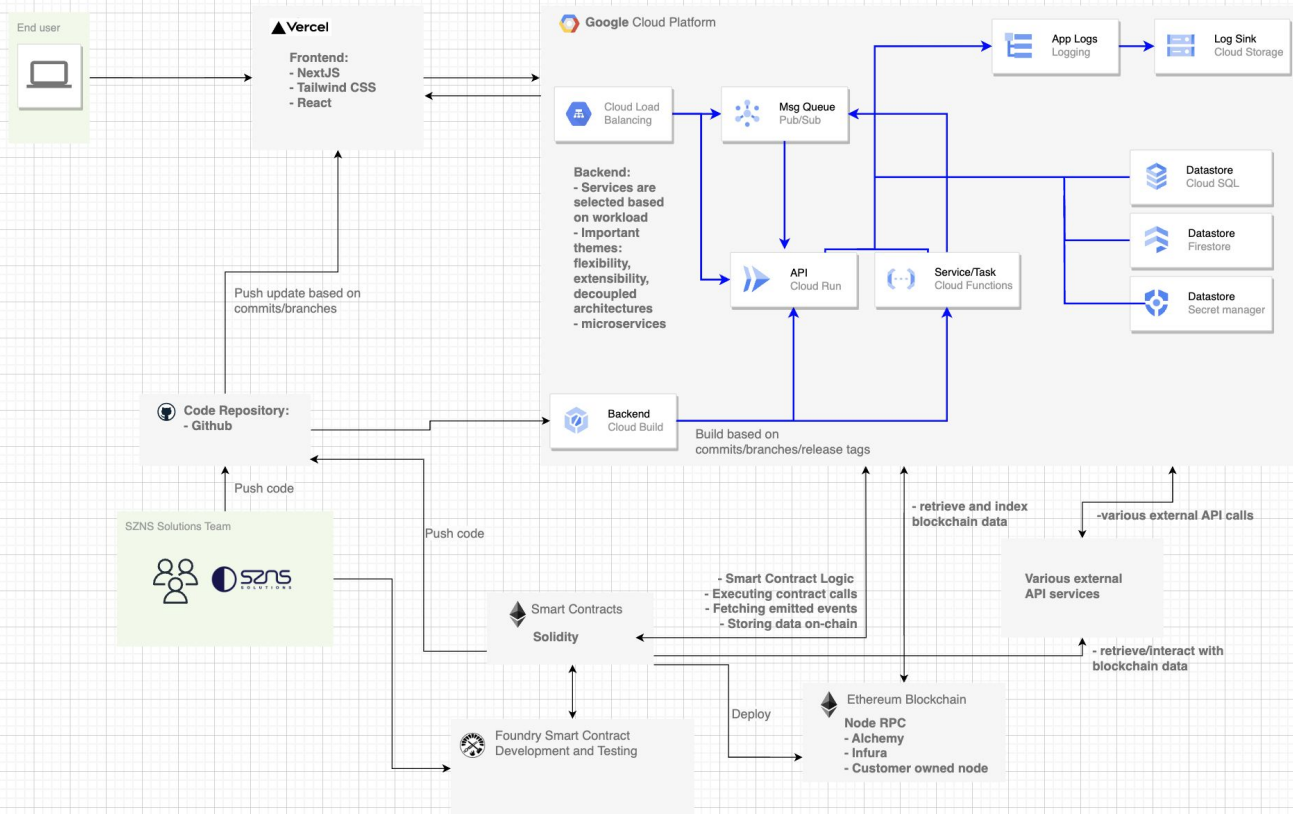 End user
Vercel
Frontend:
- NextJS
- Tailwind CSS
- React
Google Cloud Platform
App Logs
Logging
Log Sink
Cloud Storage
Cloud Load
Balancing
Msg Queue
Pub/Sub
Backend:
- Services are
selected based
on workload
- Important
themes:
flexibility,
extensibility,
decoupled
architectures
- microservices
Datastore
Cloud SQL
Datastore
Firestore
Datastore
Secret manager
API
Cloud Run
Service/Task
Cloud Functions
Push update based on
commits/branches
Code Repository:
- Github
Backend
Cloud Build
Build based on
commits/branches/release tags
Push code
SZNS Solutions Team
SZNS
SOLUTIONS
Push code
- retrieve and index
blockchain data
-various external API calls
- Smart Contract Logic
- Executing contract calls
- Fetching emitted events
- Storing data on-chain
Various external
API services
Smart Contracts
Solidity
- retrieve/interact with
blockchain data
Deploy
Ethereum Blockchain
Node RPC
- Alchemy
- Infura
- Customer owned node
Foundry Smart Contract
Development and Testing